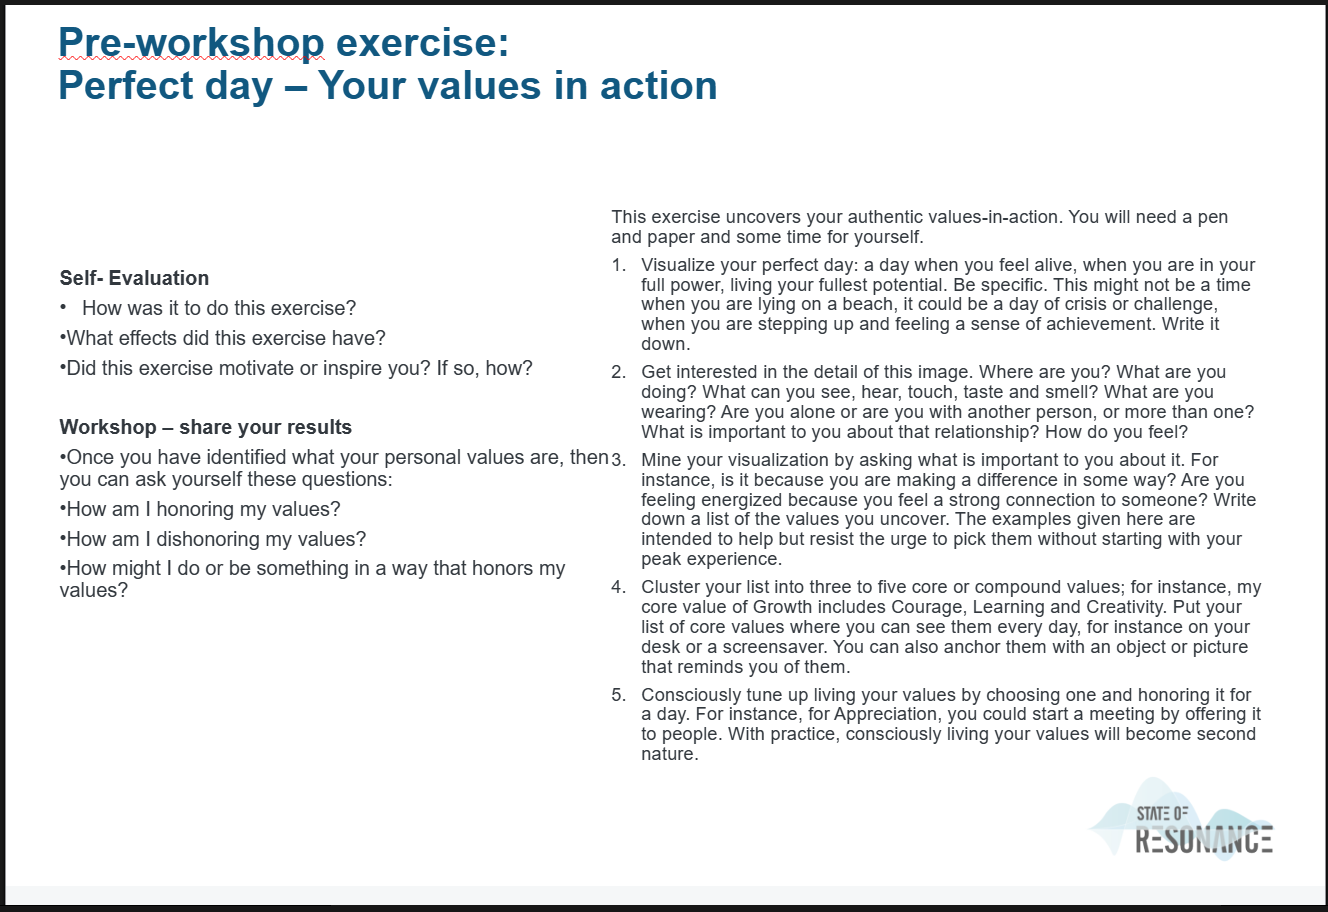 Pre-workshop exercise:
Perfect day – Your values in action
Self- Evaluation
• How was it to do this exercise?
•What effects did this exercise have?
•Did this exercise motivate or inspire you? If so, how?
Workshop – share your results
•Once you have identified what your personal values are, then
you can ask yourself these questions:
•How am I honoring my values?
•How am I dishonoring my values?
•How might I do or be something in a way that honors my
values?
This exercise uncovers your authentic values-in-action. You will need a pen
and paper and some time for yourself.
1. Visualize your perfect day: a day when you feel alive, when you are in your
full power, living your fullest potential. Be specific. This might not be a time
when you are lying on a beach, it could be a day of crisis or challenge,
when you are stepping up and feeling a sense of achievement. Write it
down.
2. Get interested in the detail of this image. Where are you? What are you
doing? What can you see, hear, touch, taste and smell? What are you
wearing? Are you alone or are you with another person, or more than one?
What is important to you about that relationship? How do you feel?
3. Mine your visualization by asking what is important to you about it. For
instance, is it because you are making a difference in some way? Are you
feeling energized because you feel a strong connection to someone? Write
down a list of the values you uncover. The examples given here are
intended to help but resist the urge to pick them without starting with your
peak experience.
4. Cluster your list into three to five core or compound values; for instance, my
core value of Growth includes Courage, Learning and Creativity. Put your
list of core values where you can see them every day, for instance on your
desk or a screensaver. You can also anchor them with an object or picture
that reminds you of them.
5. Consciously tune up living your values by choosing one and honoring it for
a day. For instance, for Appreciation, you could start a meeting by offering it
to people. With practice, consciously living your values will become second
nature.
STATE OF
RESONANCE